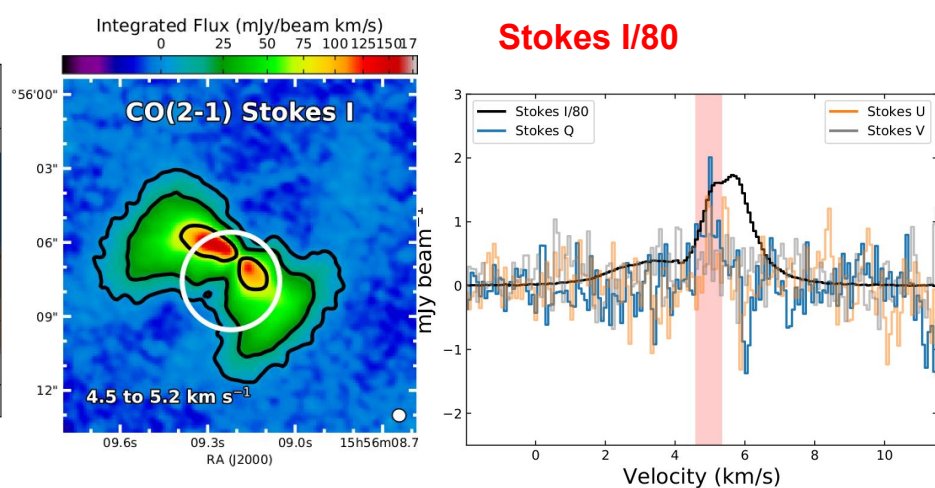 Integrated Flux (mJy/beam km/s)
0 25 50 75 100 125 150 17
Stokes I/80
°56'00"
03"
06"
09"
12"
CO(2-1) Stokes I
4.5 to 5.2 km s⁻¹
09.6s 09.3s 09.0s 15ʰ56ᵐ08.7
RA (J2000)
3
2
1
0
−1
−2
mJy beam⁻¹
Stokes I/80
Stokes Q
Stokes U
Stokes V
0 2 4 6 8 10
Velocity (km/s)